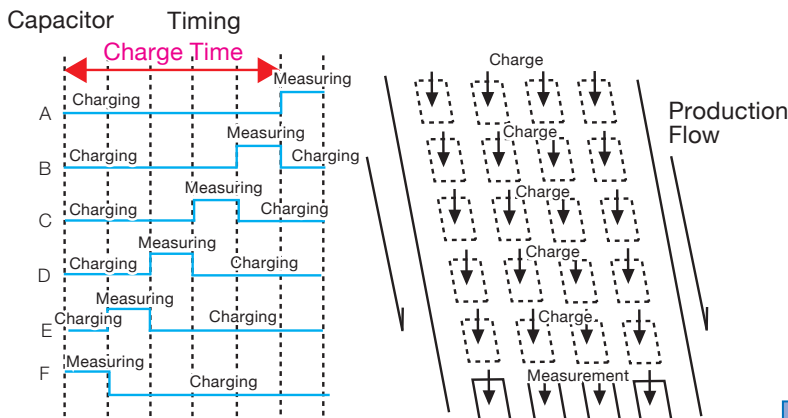 Capacitor Timing
Charge Time
Measuring
Charging
A
Measuring
Charging Charging
B
Measuring
Charging Charging
C
Measuring
Charging Charging
D
Measuring
Charging Charging
E
Measuring
F
Charging
Charge
Charge
Charge
Charge
Charge
Measurement
Production
Flow